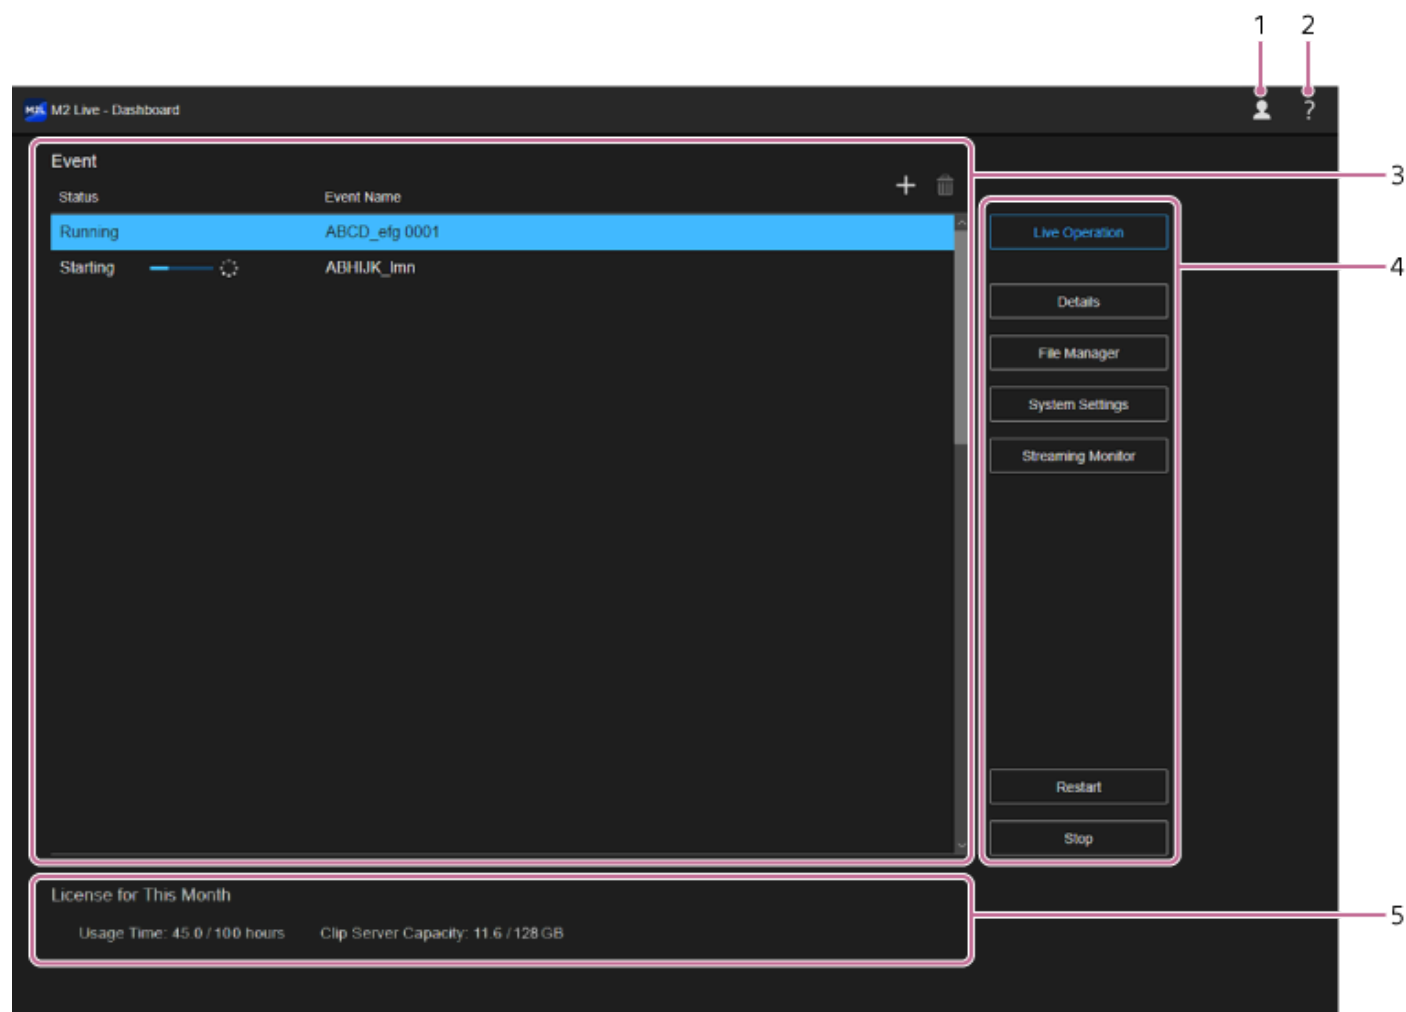 1 2
M2L M2 Live - Dashboard ?
Event
3
Status Event Name
Running ABCD_efg 0001
Live Operation
Starting ABHIJK_lmn
4
Details
File Manager
System Settings
Streaming Monitor
Restart
Stop
License for This Month
5
Usage Time: 45.0 / 100 hours Clip Server Capacity: 11.6 / 128 GB